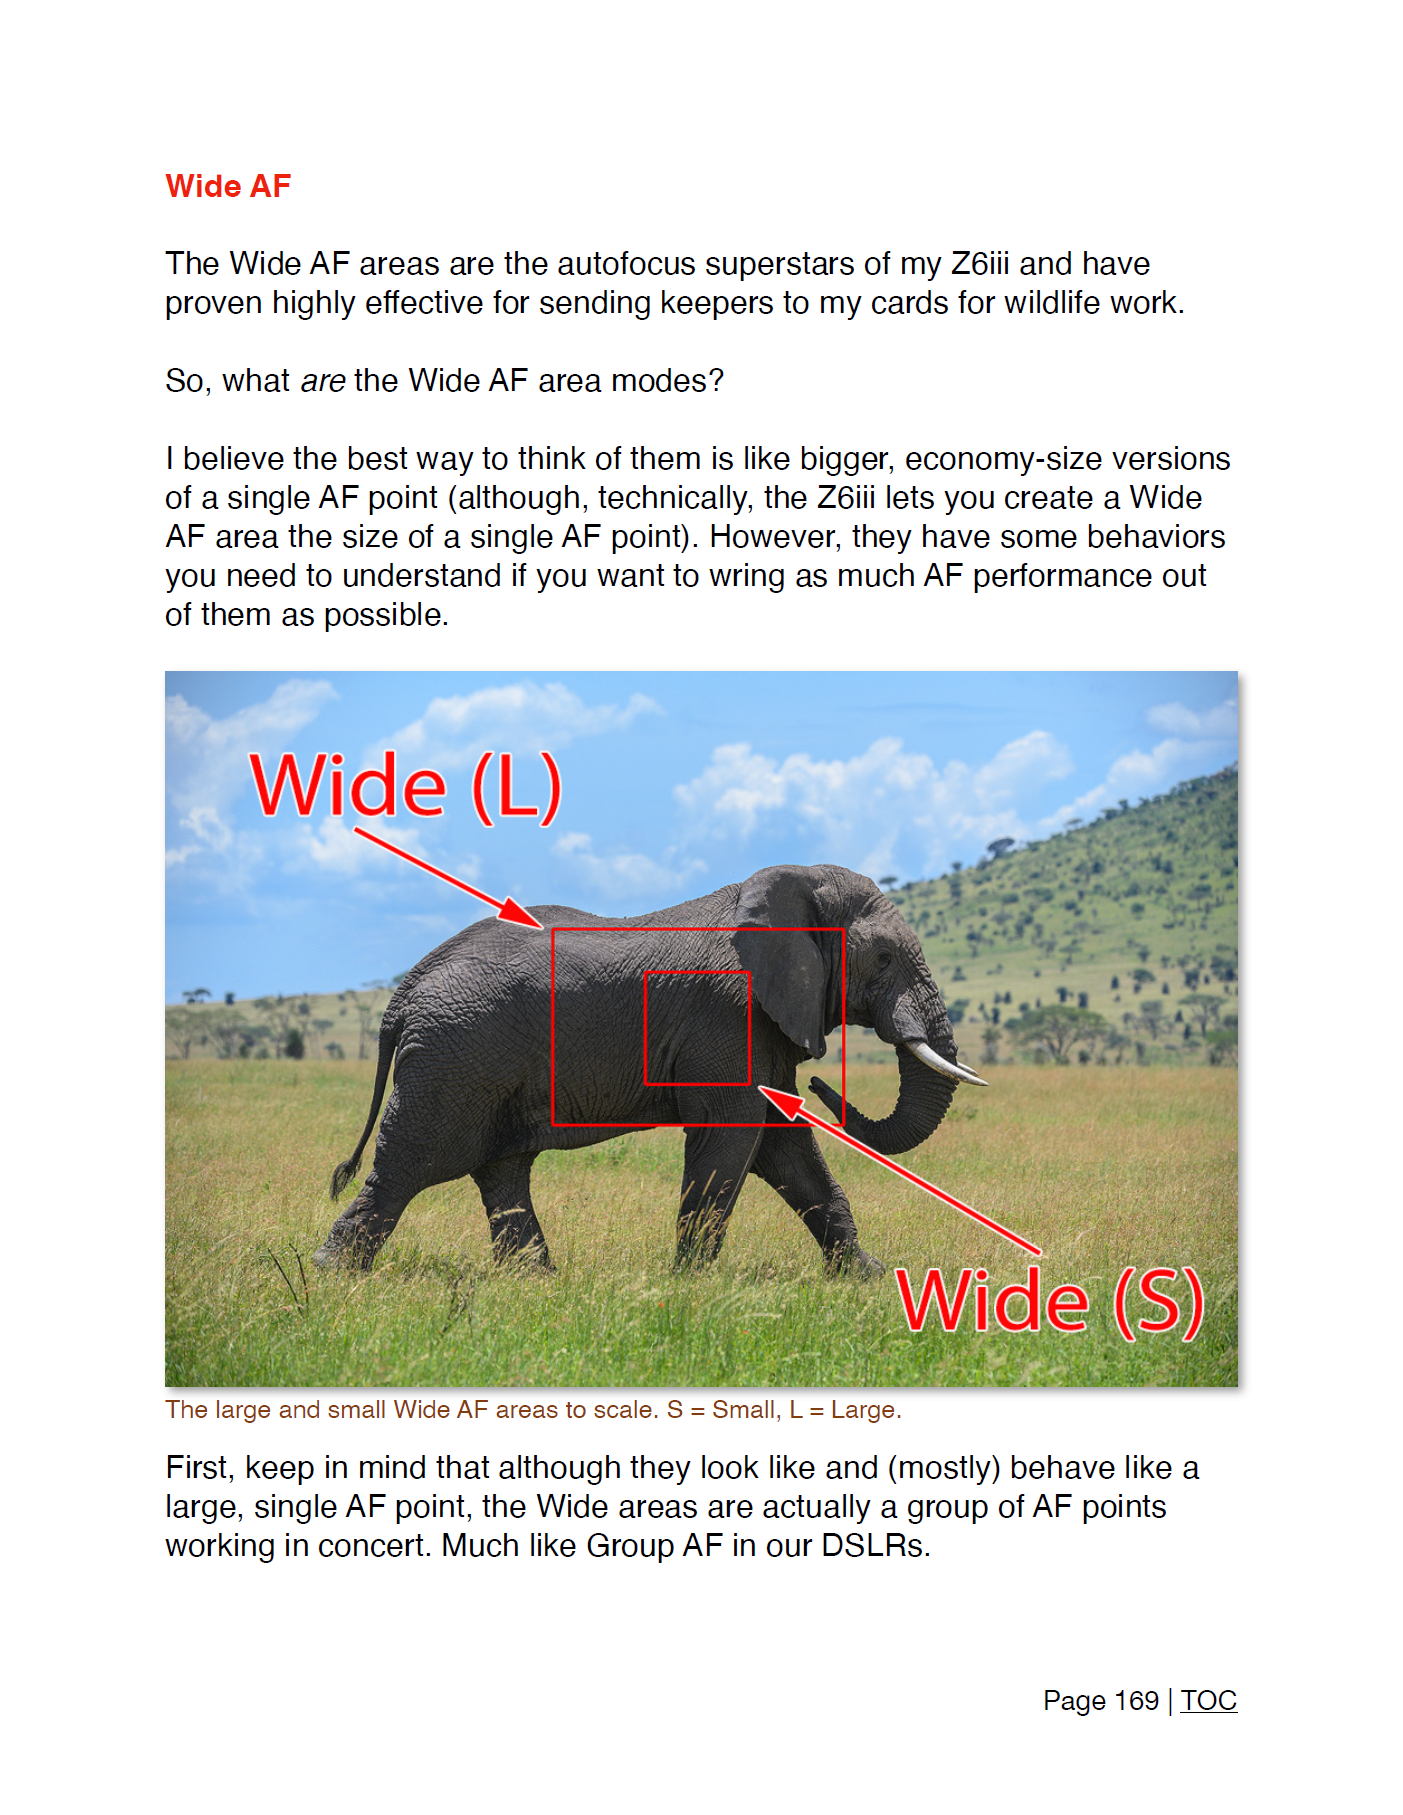 Wide AF
The Wide AF areas are the autofocus superstars of my Z6iii and have
proven highly effective for sending keepers to my cards for wildlife work.
So, what are the Wide AF area modes?
I believe the best way to think of them is like bigger, economy-size versions
of a single AF point (although, technically, the Z6iii lets you create a Wide
AF area the size of a single AF point). However, they have some behaviors
you need to understand if you want to wring as much AF performance out
of them as possible.
Wide (L)
Wide (S)
The large and small Wide AF areas to scale. S = Small, L = Large.
First, keep in mind that although they look like and (mostly) behave like a
large, single AF point, the Wide areas are actually a group of AF points
working in concert. Much like Group AF in our DSLRs.
Page 169 | TOC